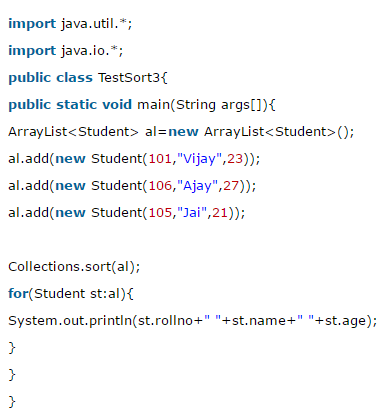 import java.util.*;
import java.io.*;
public class TestSort3{
public static void main(String args[]){
ArrayList<Student> al=new ArrayList<Student>();
al.add(new Student(101,"Vijay",23));
al.add(new Student(106,"Ajay",27));
al.add(new Student(105,"Jai",21));
Collections.sort(al);
for(Student st:al){
System.out.println(st.rollno+" "+st.name+" "+st.age);
}
}
}